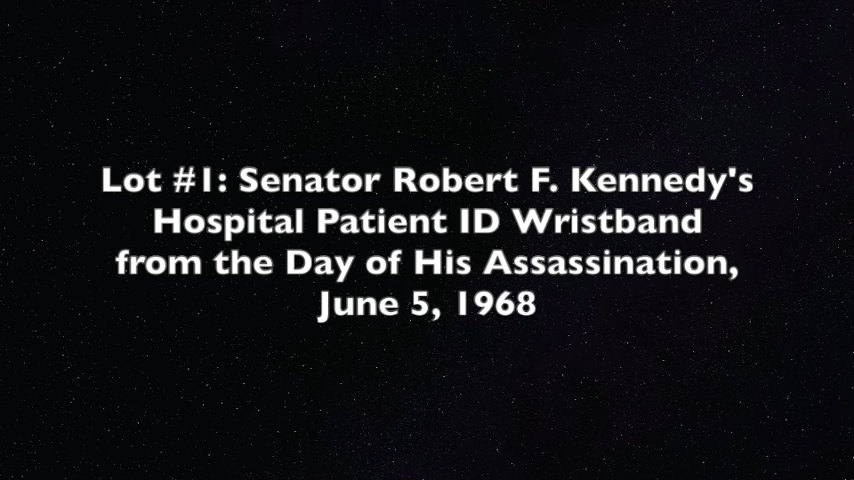 Lot #1: Senator Robert F. Kennedy's
Hospital Patient ID Wristband
from the Day of His Assassination,
June 5, 1968